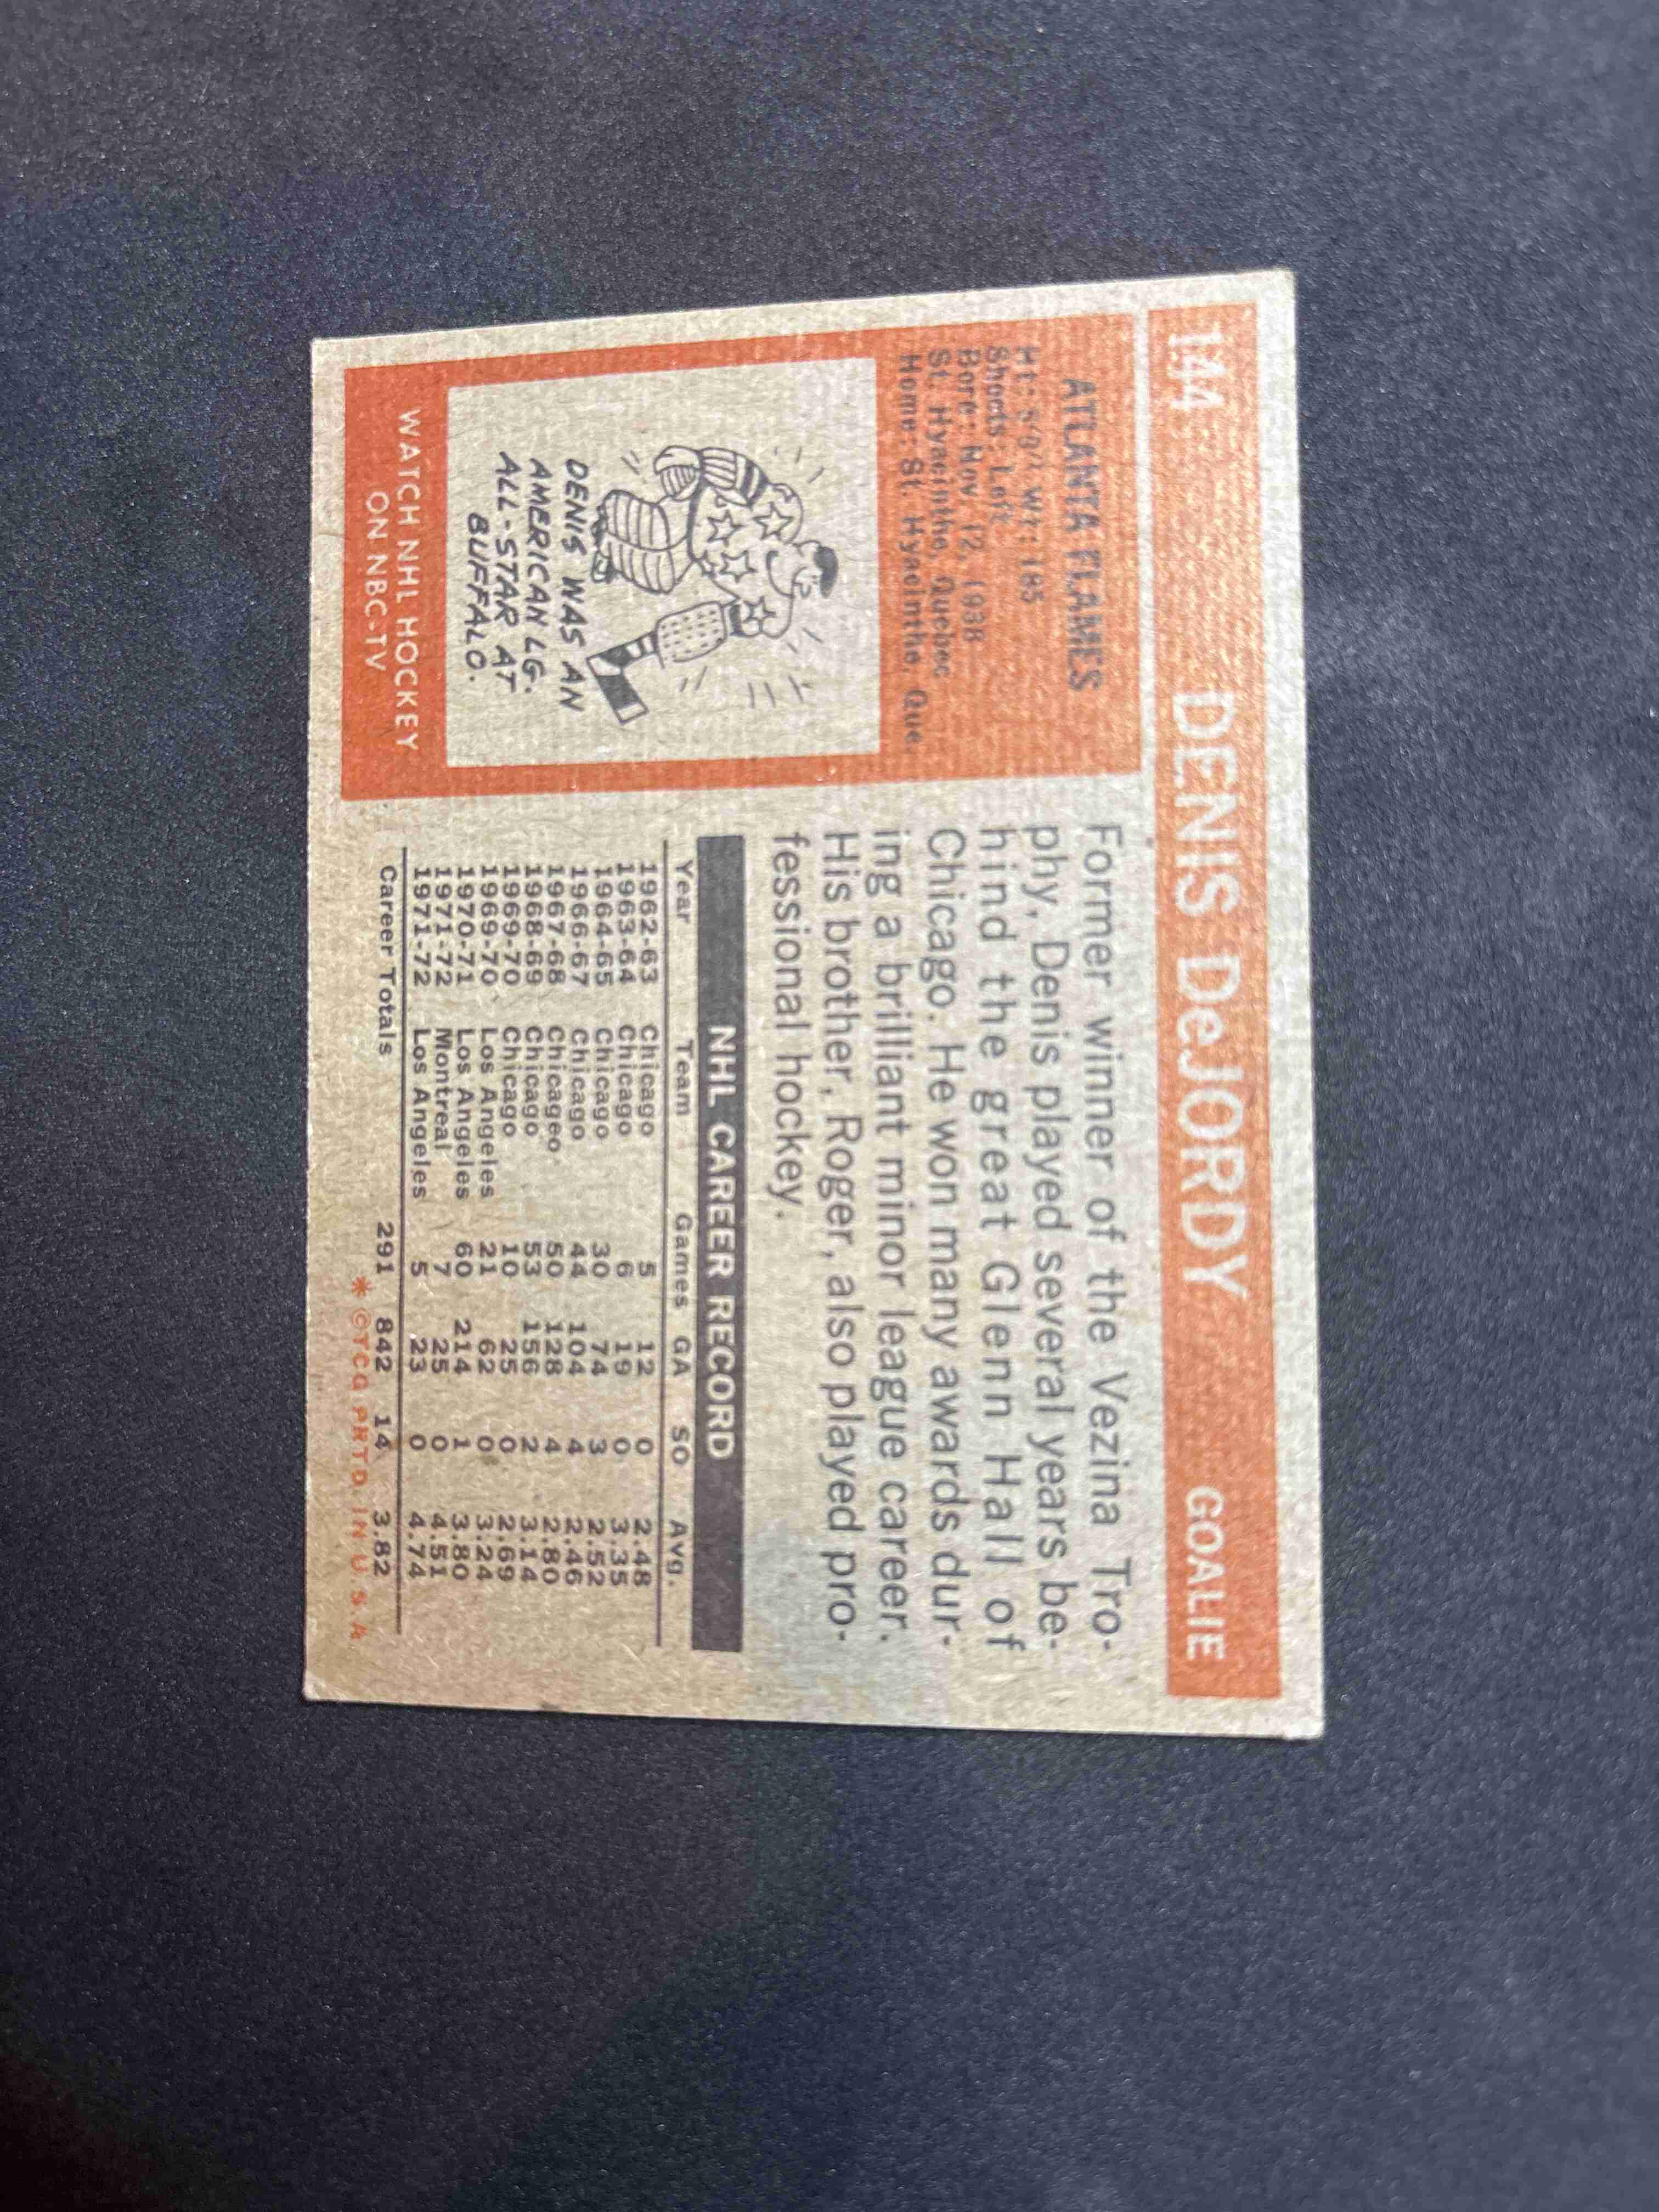 144 DENIS DeJORDY GOALIE
ATLANTA FLAMES
Ht: 5'9" Wt: 185
Shoots: Left
Born: Nov. 12, 1938
St. Hyacinthe, Quebec
Home: St. Hyacinthe, Que.
DENIS WAS AN
AMERICAN LG.
ALL-STAR AT
BUFFALO.
WATCH NHL HOCKEY
ON NBC-TV
Former winner of the Vezina Tro-
phy, Denis played several years be-
hind the great Glenn Hall of
Chicago. He won many awards dur-
ing a brilliant minor league career.
His brother, Roger, also played pro-
fessional hockey.
NHL CAREER RECORD
Year Team Games GA SO Avg.
1962-63 Chicago 5 12 0 2.48
1963-64 Chicago 6 19 0 3.35
1964-65 Chicago 30 74 3 2.52
1966-67 Chicago 44 104 4 2.46
1967-68 Chicageo 50 128 4 2.80
1968-69 Chicago 53 156 2 3.14
1969-70 Chicago 10 25 0 2.69
1969-70 Los Angeles 21 62 0 3.24
1970-71 Los Angeles 60 214 1 3.80
1971-72 Montreal 7 25 0 4.51
1971-72 Los Angeles 5 23 0 4.74
Career Totals 291 842 14 3.82
* ©TCG PRTD. IN U.S.A